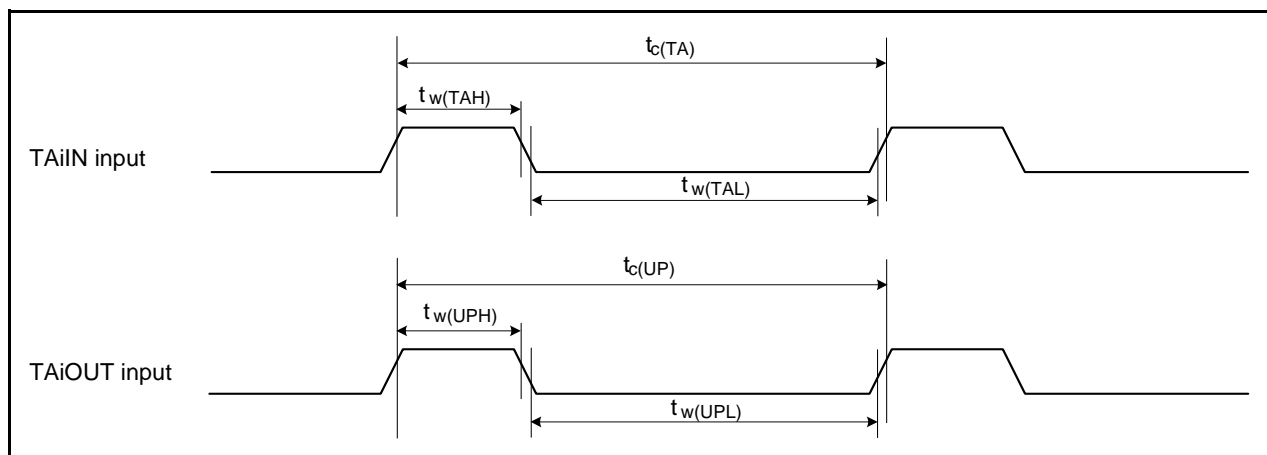 tc(TA)
tw(TAH)
TAiIN input
tw(TAL)
tc(UP)
tw(UPH)
TAiOUT input
tw(UPL)